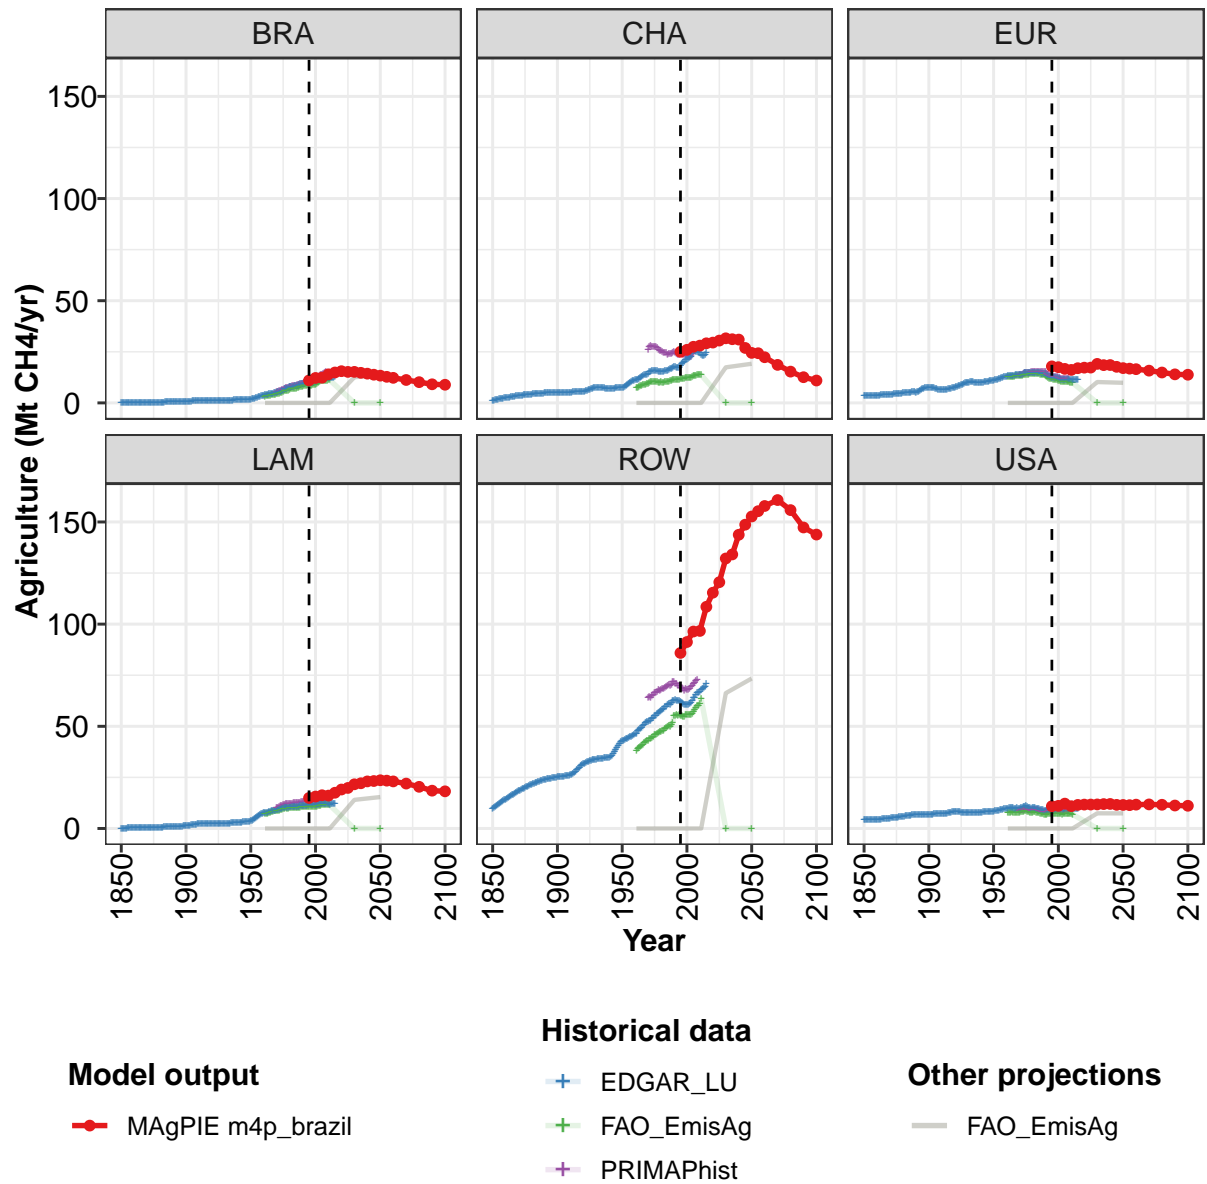 BRA CHA EUR
150
100
50
0
LAM ROW USA
150
100
50
0
Agriculture (Mt CH4/yr)
1850 1900 1950 2000 2050 2100 1850 1900 1950 2000 2050 2100 1850 1900 1950 2000 2050 2100
Year
Historical data
Model output
Other projections
EDGAR_LU
MAgPIE m4p_brazil
FAO_EmisAg
FAO_EmisAg
PRIMAPhist